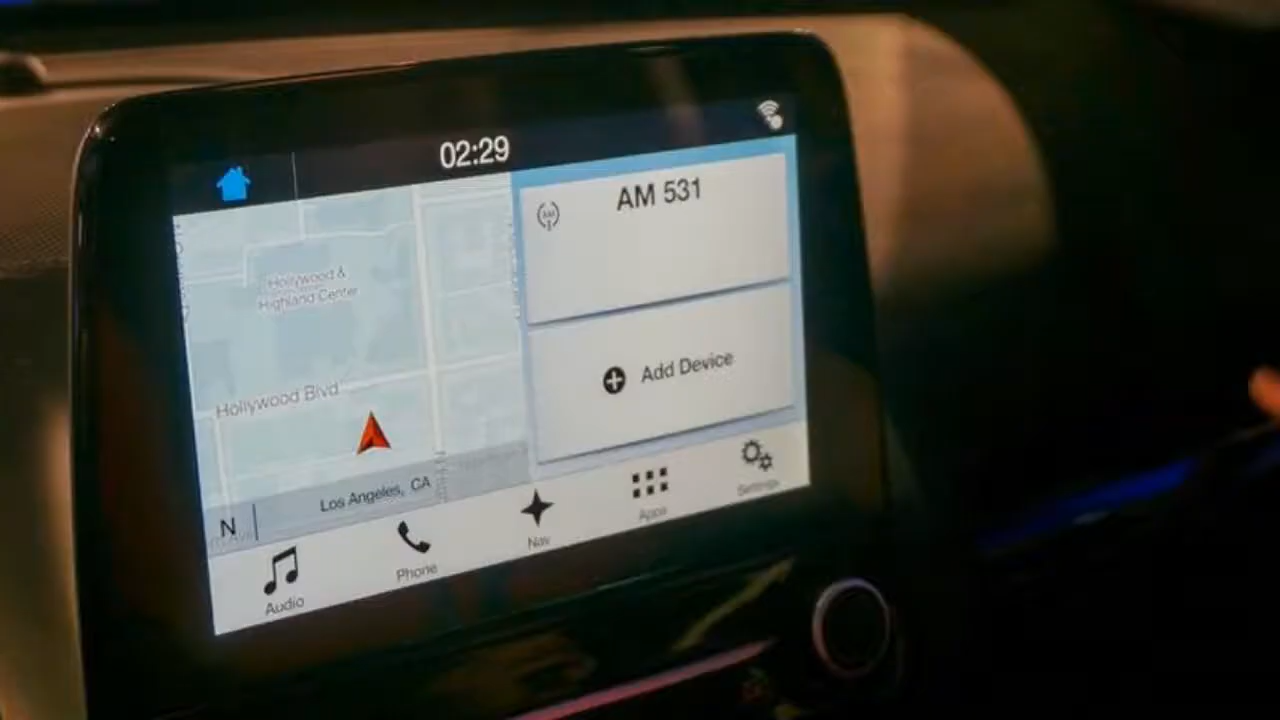 02:29
AM 531
AM
Hollywood &
Highland Center
Add Device
Hollywood Blvd
Los Angeles, CA
N
Audio
Phone
Nav
Apps
Settings